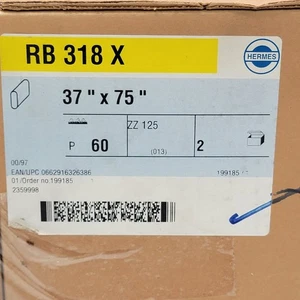 RB 318 X
HERMES
37 " x 75 "
ZZ 125
P 60 (013) 2
00/97
EAN/UPC 0662916326386
199185
01/Order no.199185
2359998